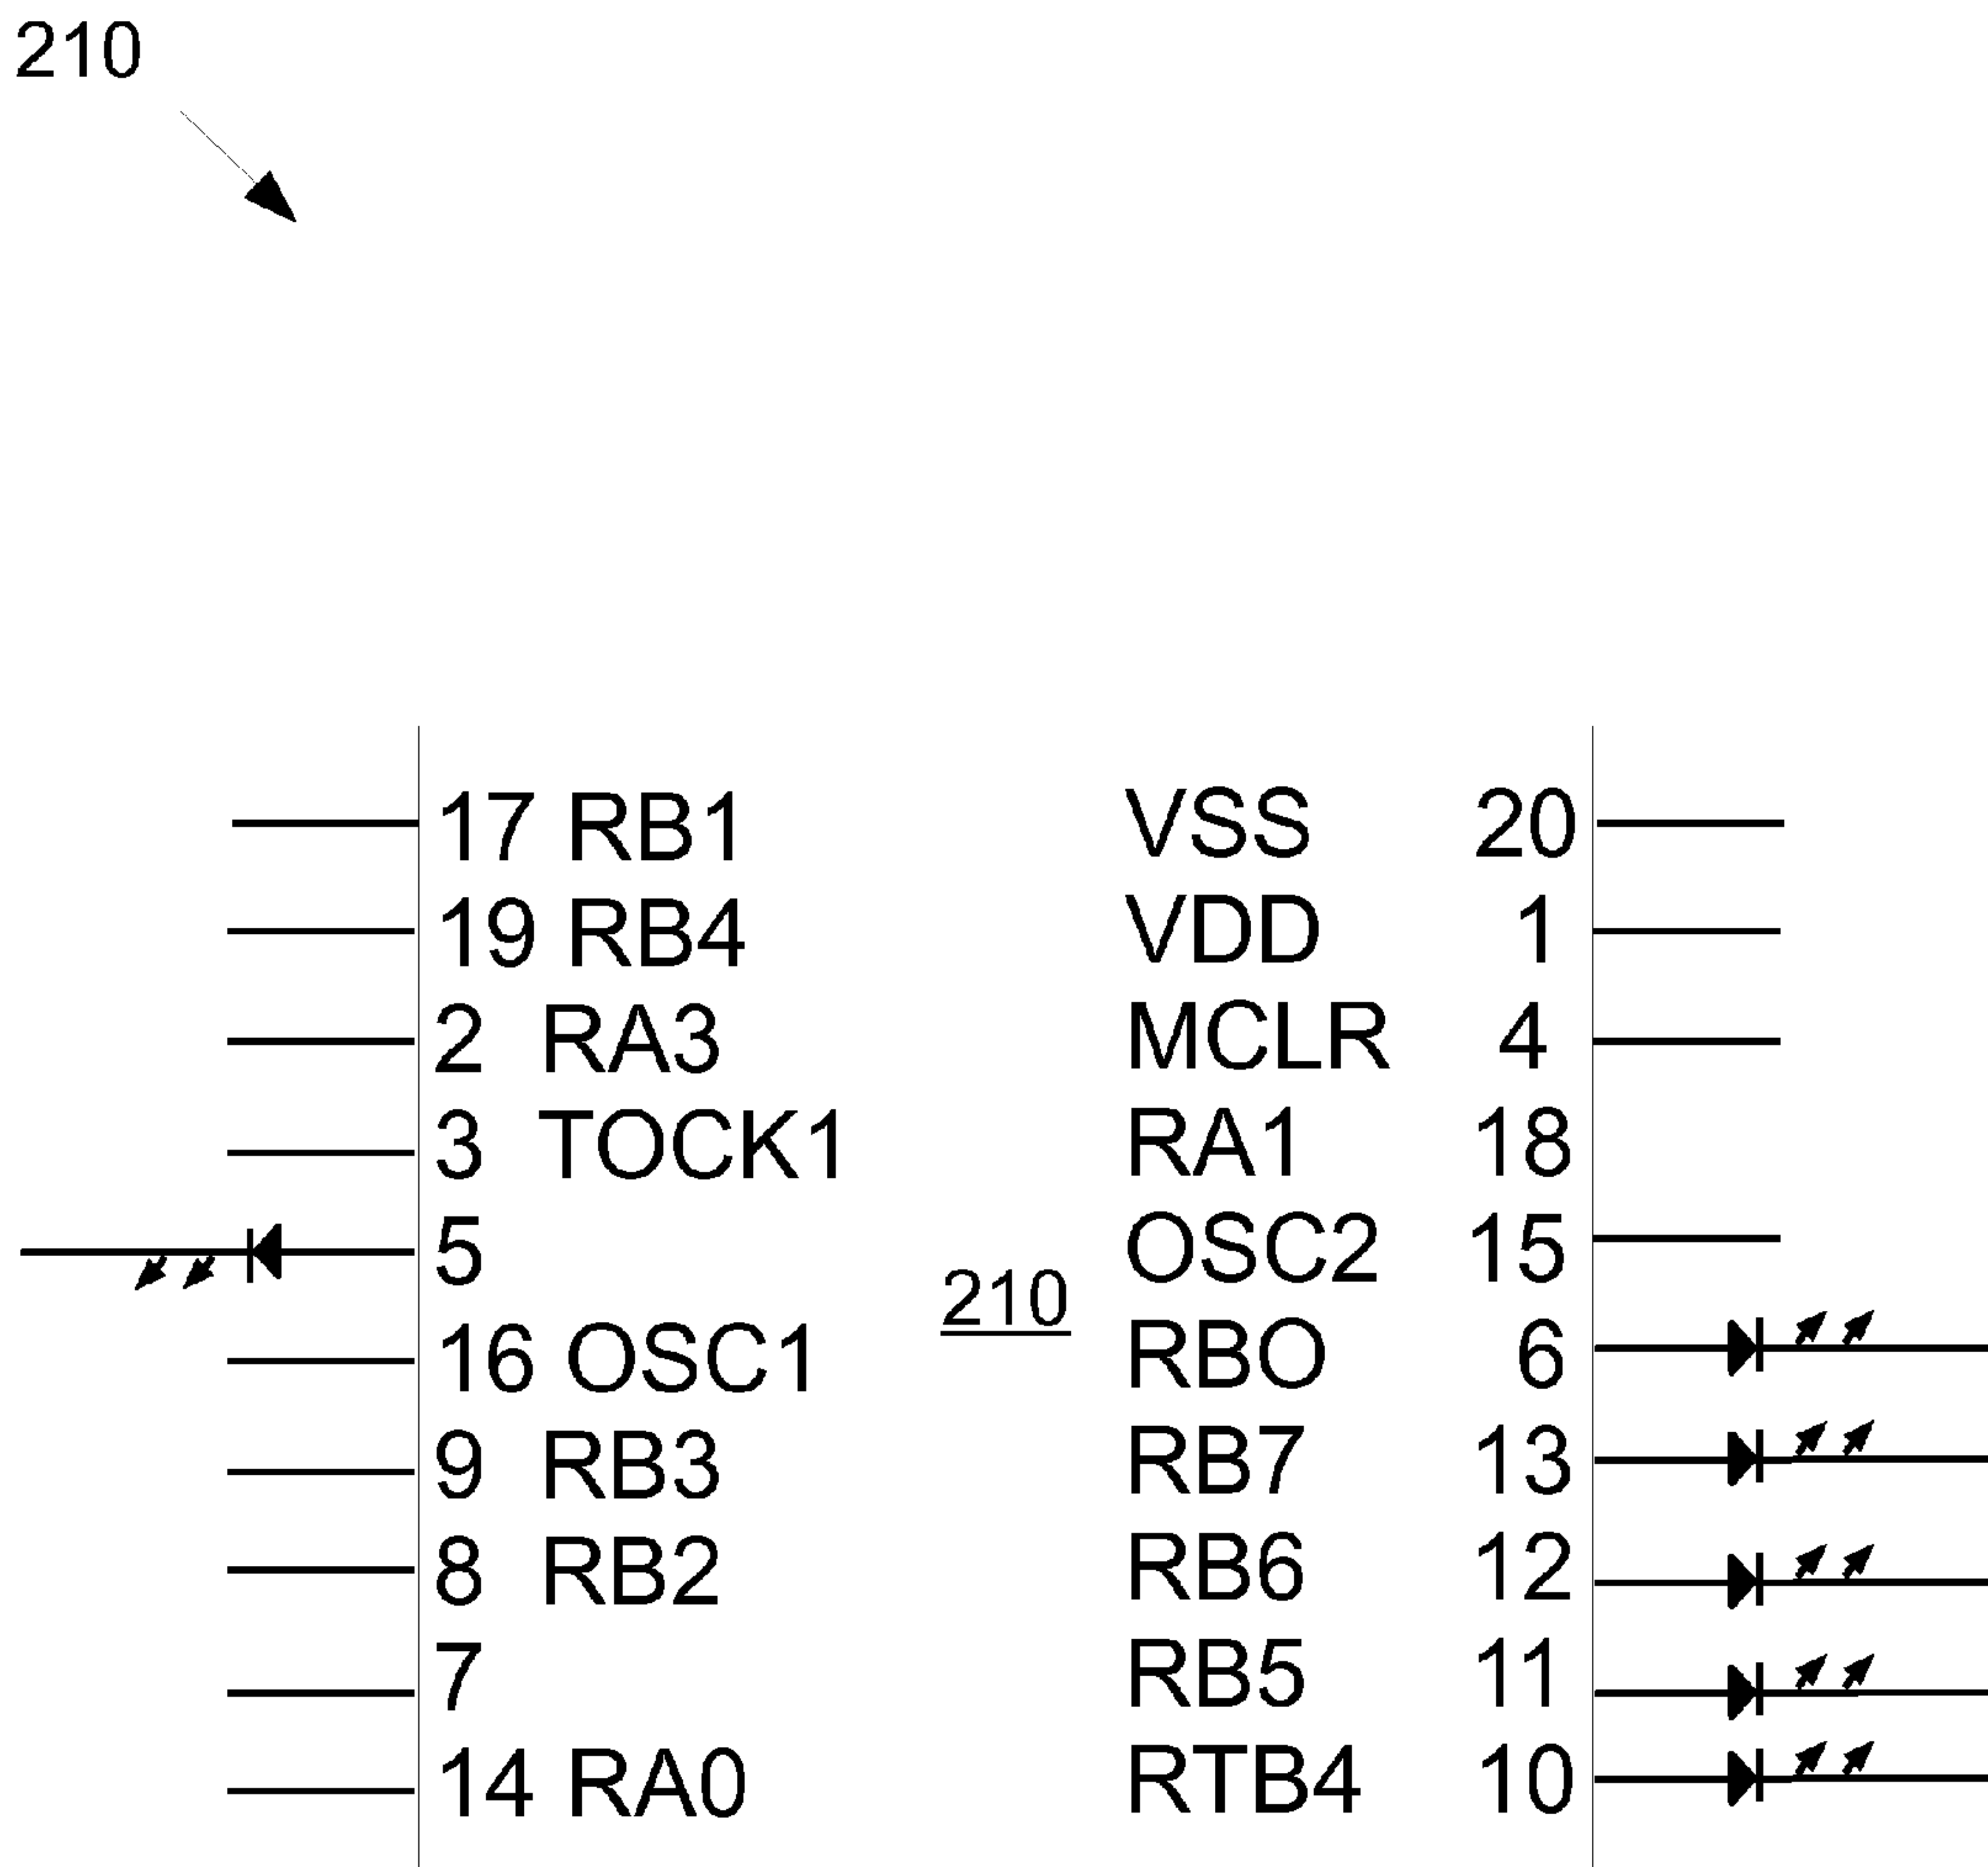 210
17 RB1 VSS 20
19 RB4 VDD 1
2 RA3 MCLR 4
3 TOCK1 RA1 18
5 OSC2 15
210
16 OSC1 RBO 6
9 RB3 RB7 13
8 RB2 RB6 12
7 RB5 11
14 RA0 RTB4 10